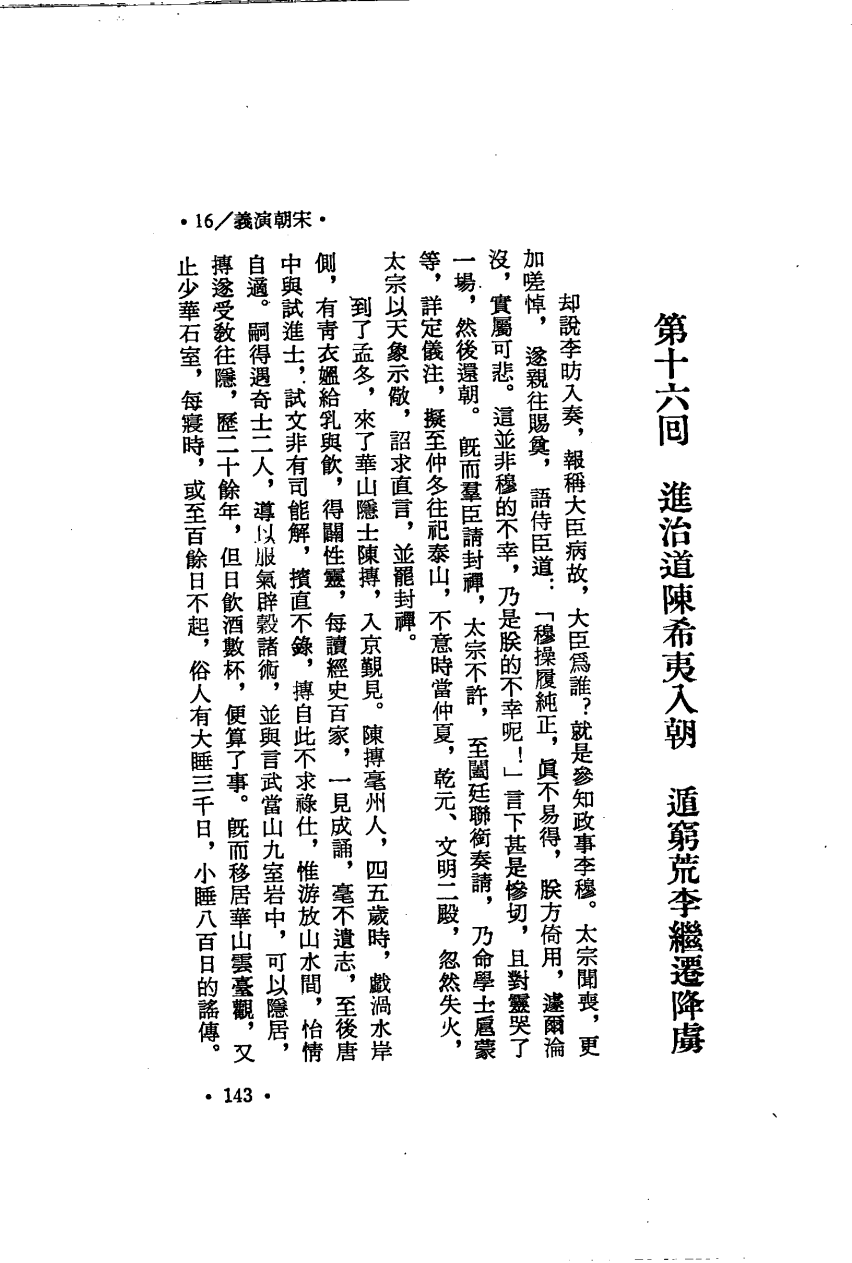 第十六回　進治道陳希夷入朝　遁窮荒李繼遷降虜
却說李昉入奏，報稱大臣病故，大臣爲誰？就是參知政事李穆。太宗聞喪，更
加嗟悼，遂親往賜奠，語侍臣道：「穆操履純正，眞不易得，朕方倚用，遽爾淪
沒，實屬可悲。這並非穆的不幸，乃是朕的不幸呢！」言下甚是慘切，且對靈哭了
一場，然後還朝。既而羣臣請封禪，太宗不許，至闔廷聯銜奏請，乃命學士扈蒙
等，詳定儀注，擬至仲冬往祀泰山，不意時當仲夏，乾元、文明二殿，忽然失火，
太宗以天象示儆，詔求直言，並罷封禪。
到了孟冬，來了華山隱士陳摶，入京覲見。陳摶亳州人，四五歲時，戲渦水岸
側，有靑衣媼給乳與飮，得闢性靈，每讀經史百家，一見成誦，毫不遺志，至後唐
中與試進士，試文非有司能解，擯直不錄，摶自此不求祿仕，惟游放山水間，怡情
自適。嗣得遇奇士二人，導以服氣辟穀諸術，並與言武當山九室岩中，可以隱居，
摶遂受敎往隱，歷二十餘年，但日飮酒數杯，便算了事。旣而移居華山雲臺觀，又
止少華石室，每寢時，或至百餘日不起，俗人有大睡三千日，小睡八百日的謠傳。
•16／義演朝宋•
•143•